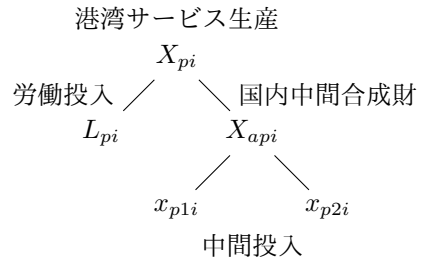 港湾サービス生産
X_{pi}
労働投入 国内中間合成財
L_{pi} X_{api}
x_{p1i} x_{p2i}
中間投入